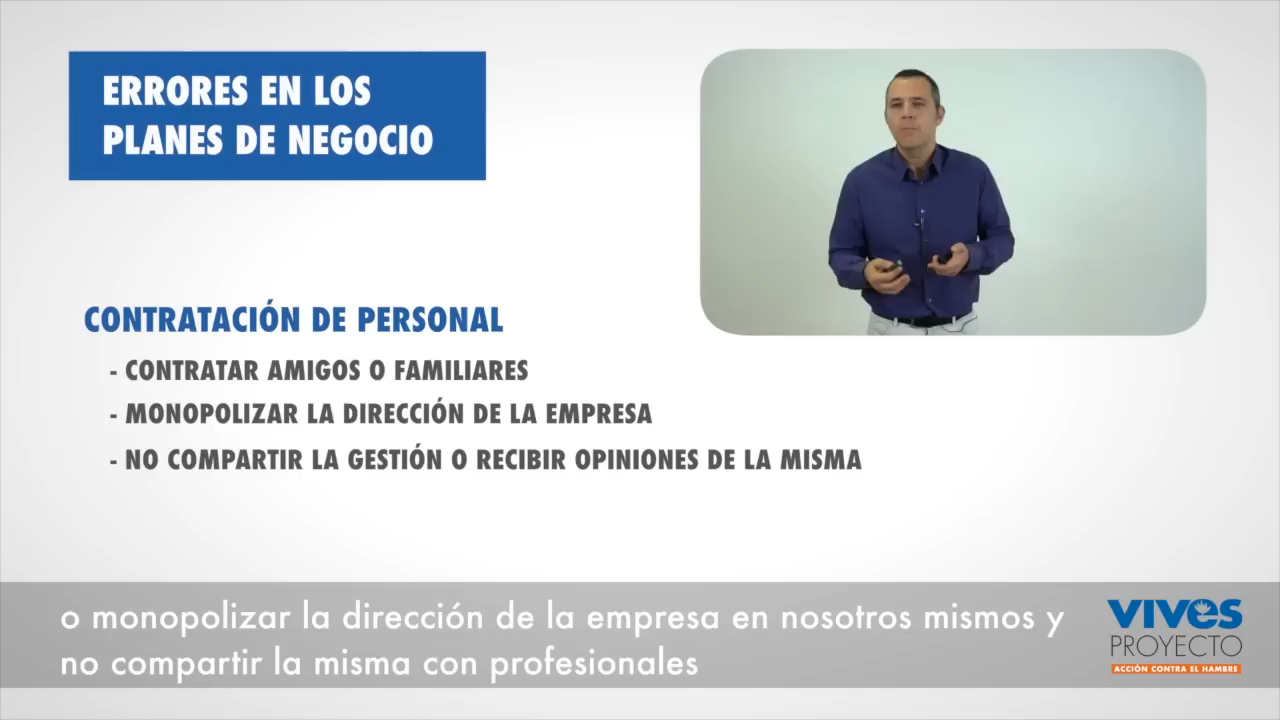 ERRORES EN LOS
PLANES DE NEGOCIO
CONTRATACIÓN DE PERSONAL
- CONTRATAR AMIGOS O FAMILIARES
- MONOPOLIZAR LA DIRECCIÓN DE LA EMPRESA
- NO COMPARTIR LA GESTIÓN O RECIBIR OPINIONES DE LA MISMA
o monopolizar la dirección de la empresa en nosotros mismos y
no compartir la misma con profesionales
VIVES
PROYECTO
ACCIÓN CONTRA EL HAMBRE